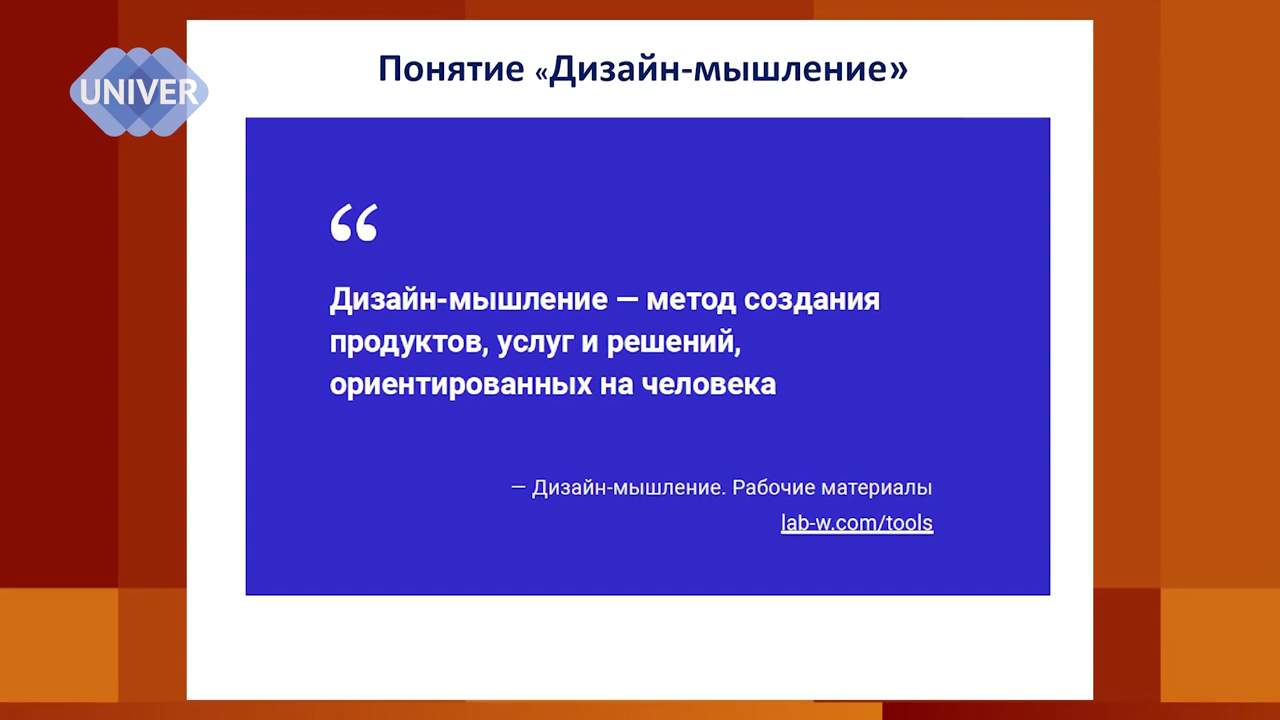 UNIVER
Понятие «Дизайн-мышление»
“
Дизайн-мышление — метод создания
продуктов, услуг и решений,
ориентированных на человека
— Дизайн-мышление. Рабочие материалы
lab-w.com/tools